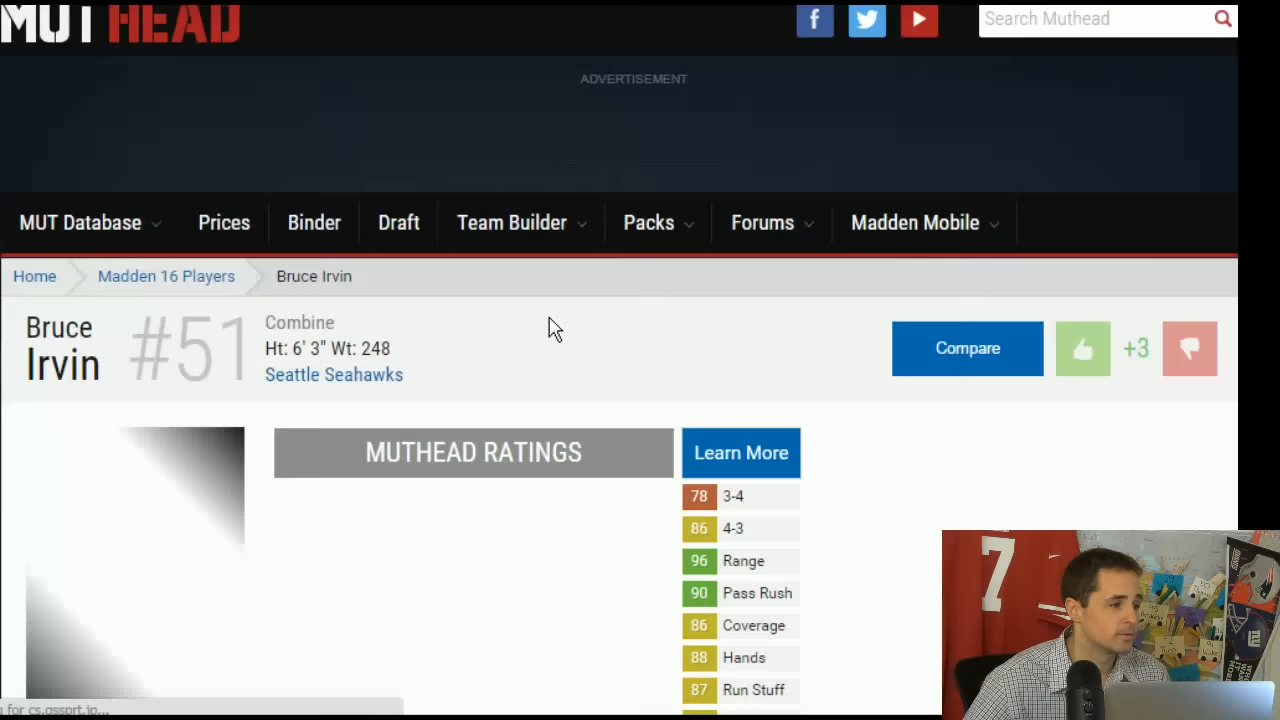 MUTHEAD
f
Search Muthead
ADVERTISEMENT
MUT Database Prices Binder Draft Team Builder Packs Forums Madden Mobile
Home Madden 16 Players Bruce Irvin
Bruce
Irvin
#51
Combine
Ht: 6' 3" Wt: 248
Seattle Seahawks
Compare
+3
MUTHEAD RATINGS
Learn More
78 3-4
86 4-3
96 Range
90 Pass Rush
86 Coverage
88 Hands
87 Run Stuff
7